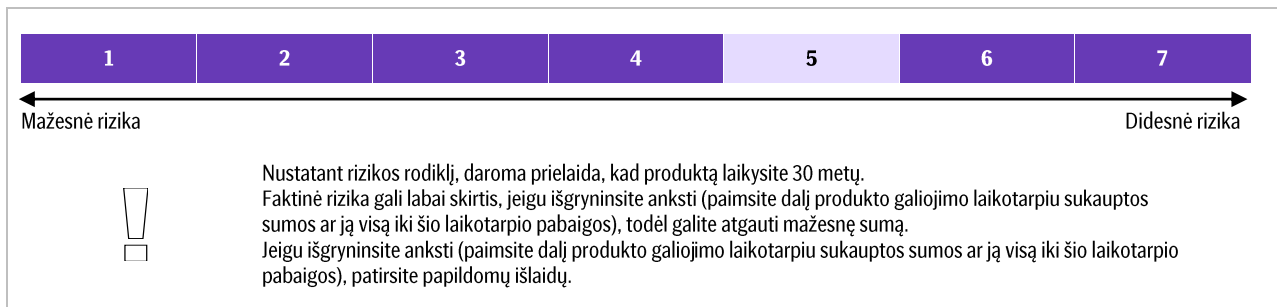 1 2 3 4 5 6 7
Mažesnė rizika Didesnė rizika
Nustatant rizikos rodiklį, daroma prielaida, kad produktą laikysite 30 metų.
Faktinė rizika gali labai skirtis, jeigu išgryninsite anksti (paimsite dalį produkto galiojimo laikotarpiu sukauptos
sumos ar ją visą iki šio laikotarpio pabaigos), todėl galite atgauti mažesnę sumą.
Jeigu išgryninsite anksti (paimsite dalį produkto galiojimo laikotarpiu sukauptos sumos ar ją visą iki šio laikotarpio
pabaigos), patirsite papildomų išlaidų.